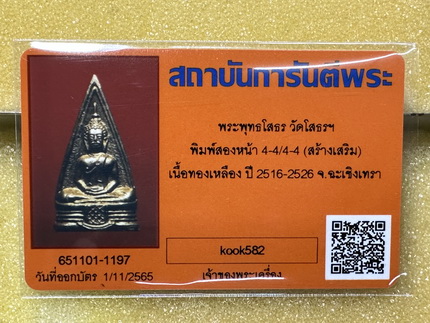 สถาบันการันตีพระ
พระพุทธโสธร วัดโสธรฯ
พิมพ์สองหน้า 4-4/4-4 (สร้างเสริม)
เนื้อทองเหลือง ปี 2516-2526 จ.ฉะเชิงเทรา
kook582
651101-1197
วันที่ออกบัตร 1/11/2565
เจ้าของพระเครื่อง